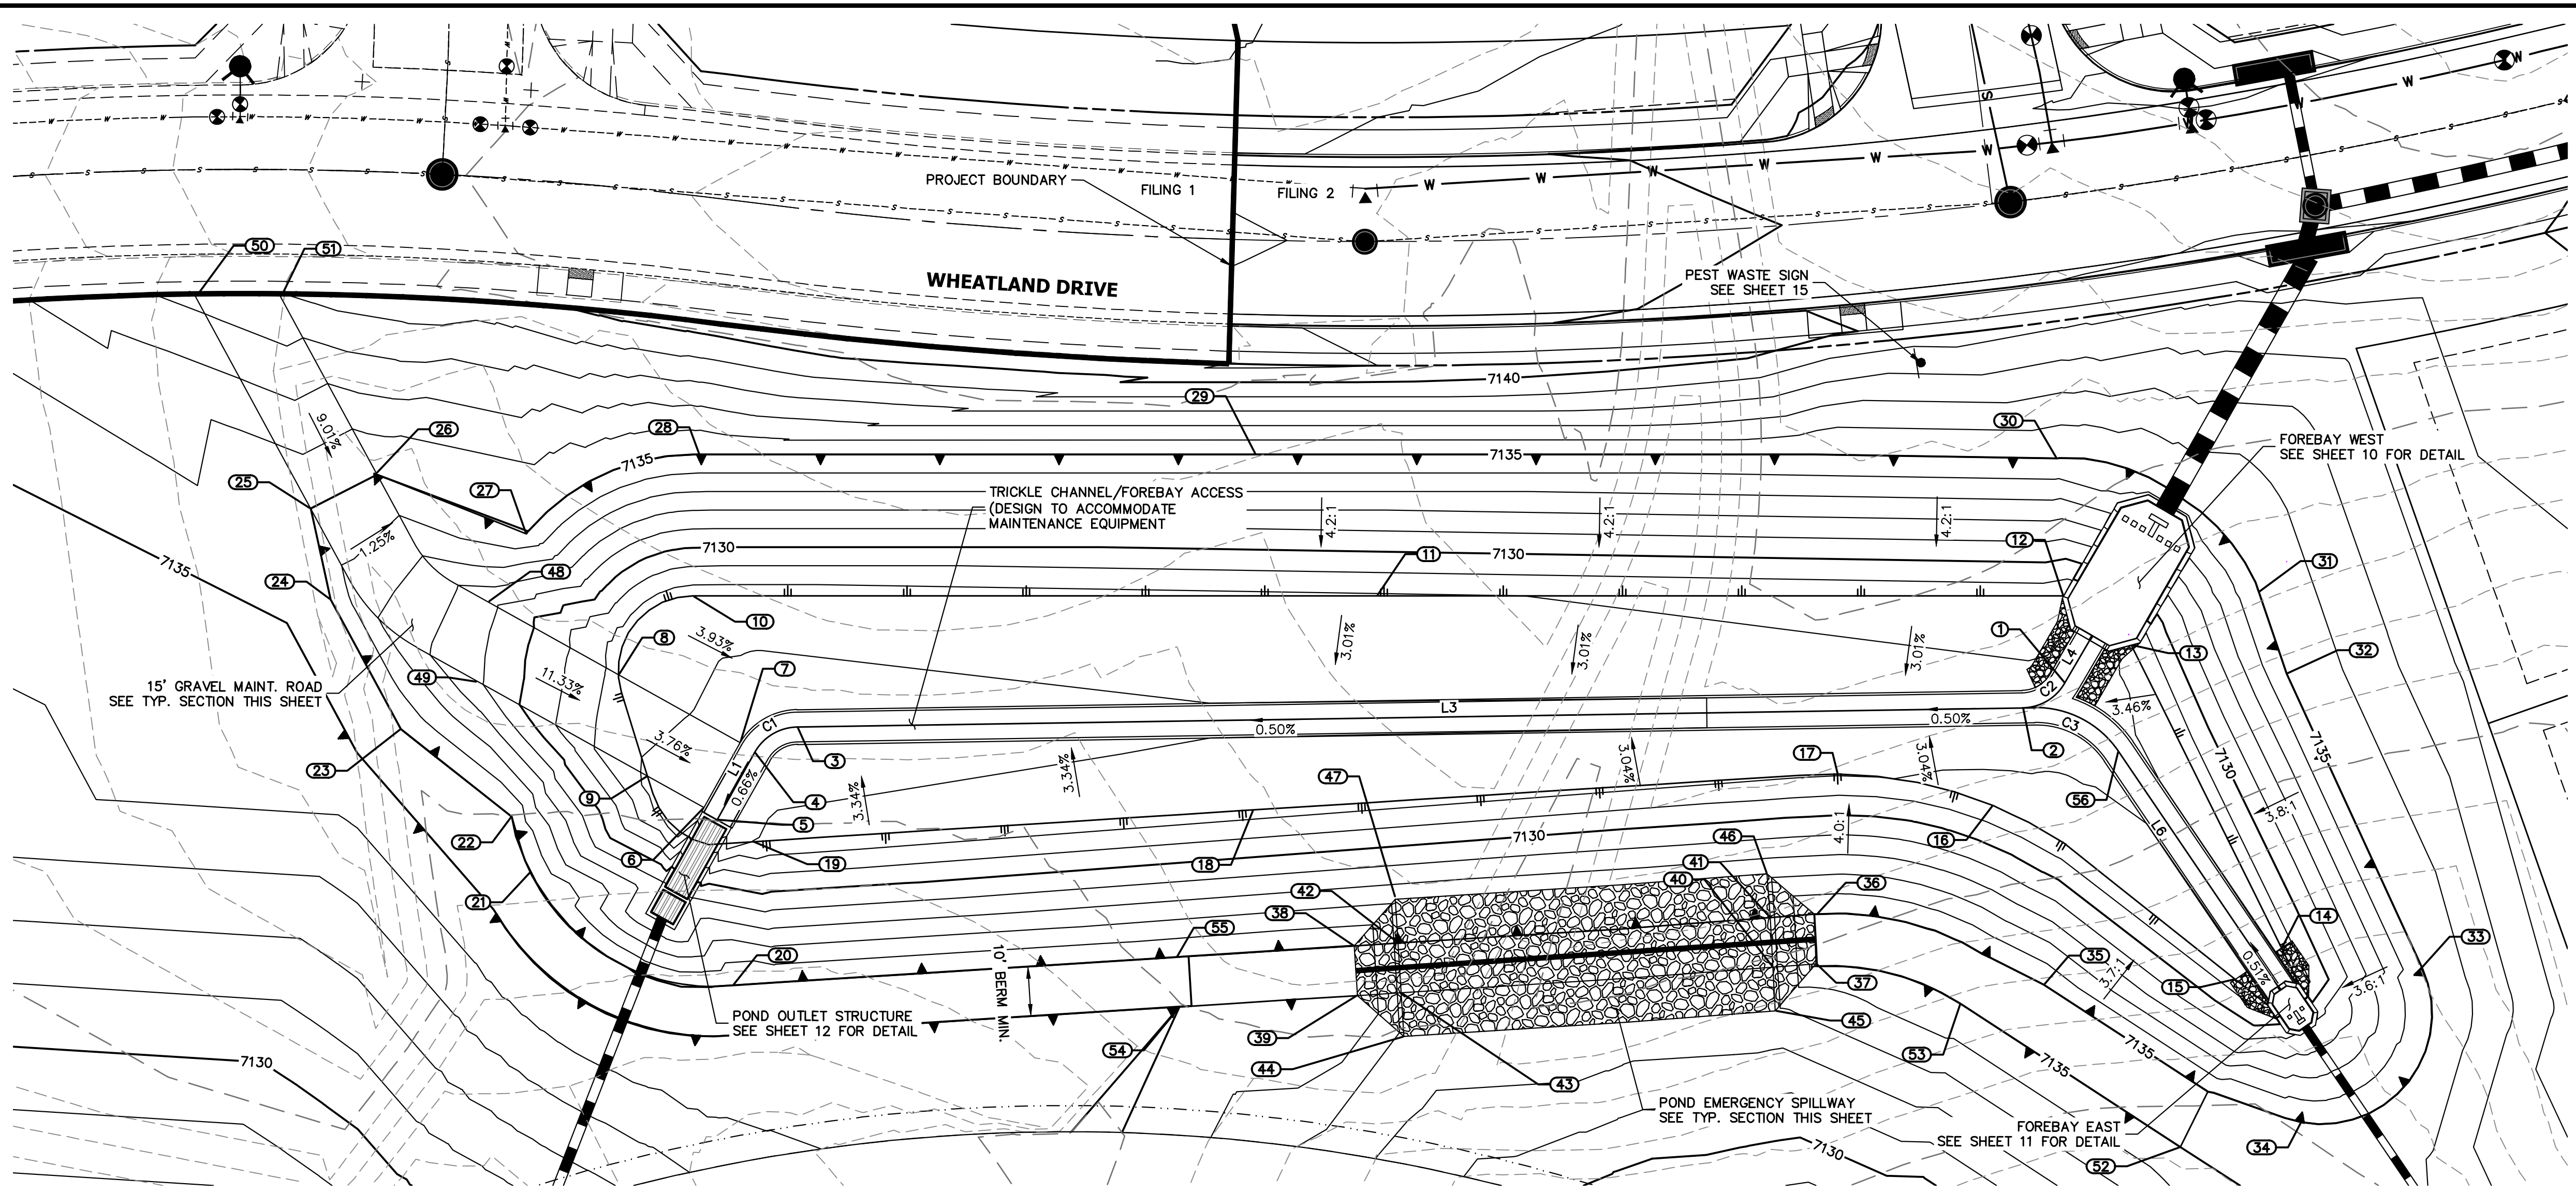 PROJECT BOUNDARY
FILING 1
FILING 2
W
W
W
W
W
W
W
W
W
S
WHEATLAND DRIVE
PEST WASTE SIGN
SEE SHEET 15
50
51
7140
29
28
30
26
25
27
9.01%
7135
7135
FOREBAY WEST
SEE SHEET 10 FOR DETAIL
TRICKLE CHANNEL/FOREBAY ACCESS
(DESIGN TO ACCOMMODATE
MAINTENANCE EQUIPMENT
4.2:1
4.2:1
4.2:1
1.25%
7130
7130
11
12
31
7135
24
48
10
8
3.93%
3.01%
3.01%
3.01%
1
L4
13
32
15' GRAVEL MAINT. ROAD
SEE TYP. SECTION THIS SHEET
49
11.33%
7
C1
L3
C2
C3
3.46%
0.50%
0.50%
2
3.76%
3
23
L1
0.66%
4
9
5
3.34%
3.34%
3.04%
3.04%
17
47
56
7130
7135
3.8:1
22
6
19
18
7130
46
4.0:1
16
L6
41
40
36
21
42
38
55
20
10' BERM MIN.
14
33
35
3.7:1
0.51%
15
3.6:1
37
POND OUTLET STRUCTURE
SEE SHEET 12 FOR DETAIL
39
45
54
44
43
53
7135
7135
7130
POND EMERGENCY SPILLWAY
SEE TYP. SECTION THIS SHEET
FOREBAY EAST
SEE SHEET 11 FOR DETAIL
7130
52
34